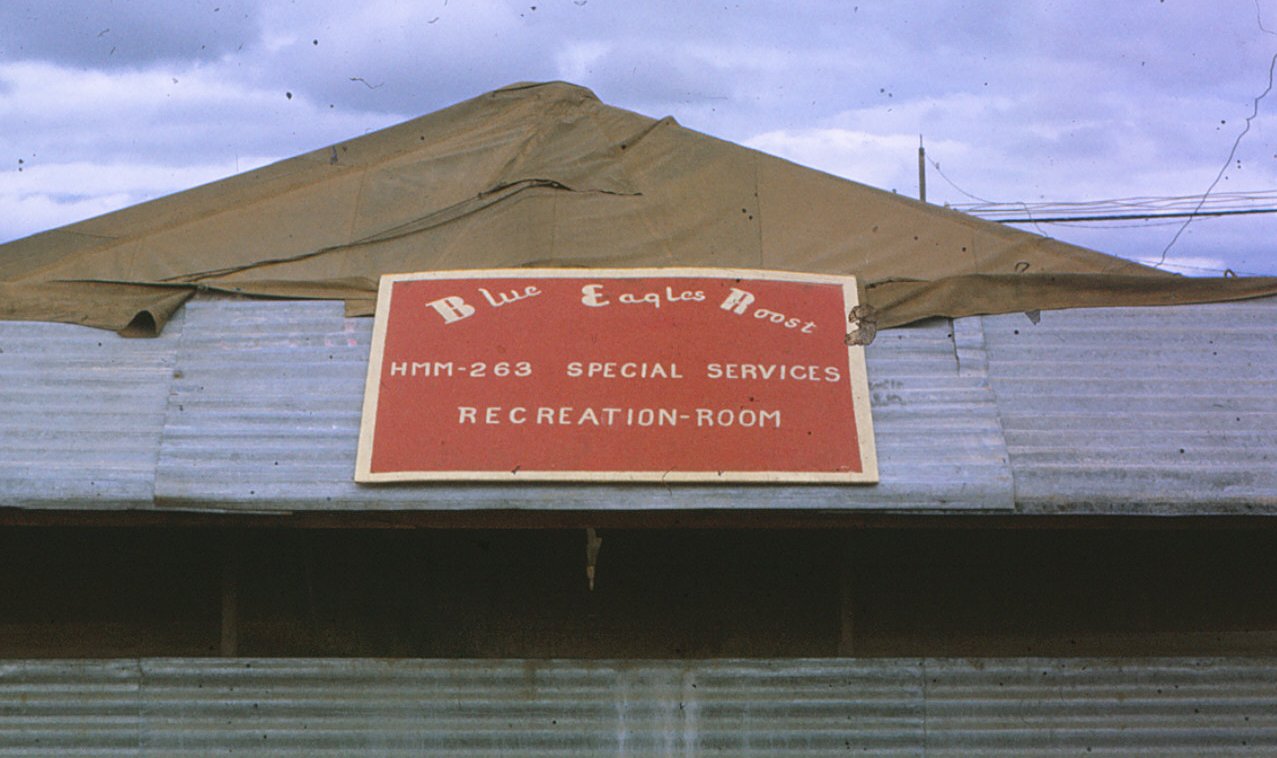 Blue Eagles Roost
HMM-263 SPECIAL SERVICES
RECREATION-ROOM